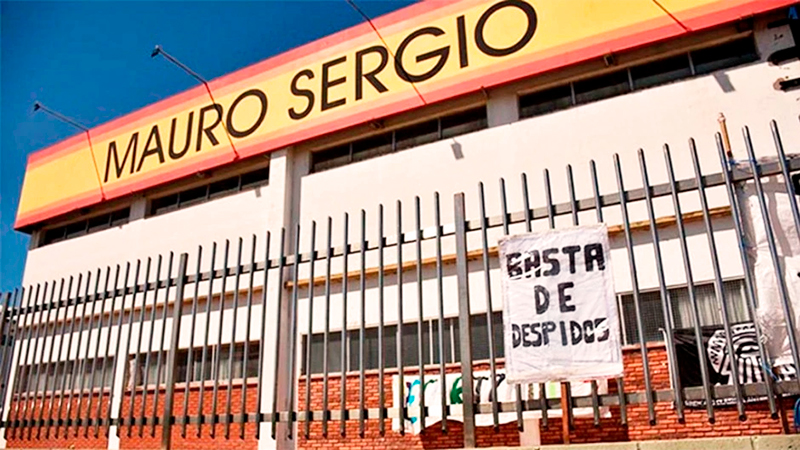 MAURO SERGIO
BASTA
DE
DESPIDOS